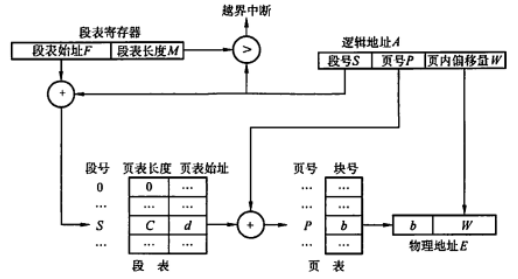 越界中断
段表寄存器
段表始址F 段表长度M
>
逻辑地址A
段号S 页号P 页内偏移量W
+
段号 页表长度 页表始址
0 0 ...
... ... ...
S C d
... ... ...
段 表
+
页号 块号
... ...
... ...
P b
... ...
页 表
b W
物理地址E